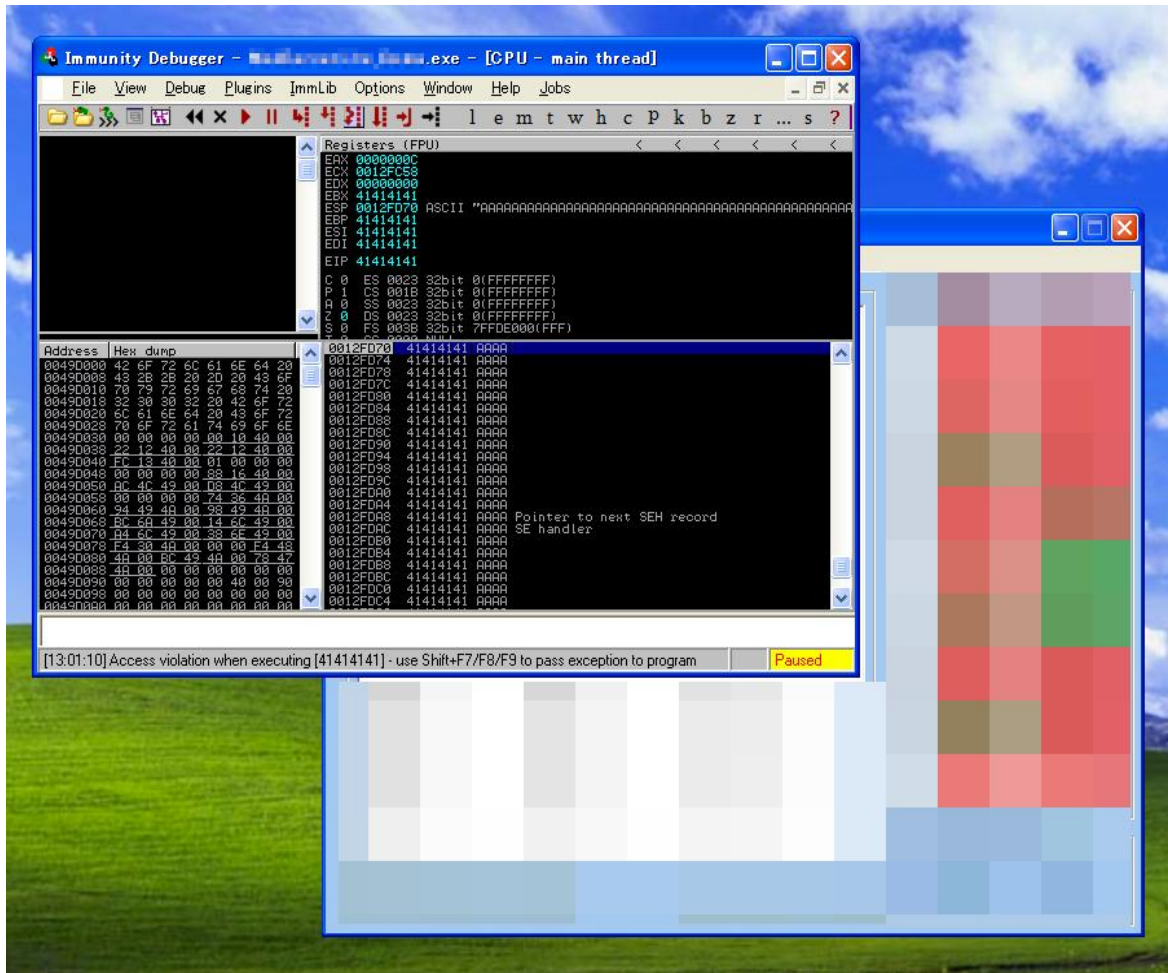 Immunity Debugger - .exe - [CPU - main thread]
File View Debug Plugins ImmLib Options Window Help Jobs
l e m t w h c P k b z r ... s ?
Registers (FPU) < < < < < <
EAX 0000000C
ECX 0012FC58
EDX 00000000
EBX 41414141
ESP 0012FD70 ASCII "AAAAAAAAAAAAAAAAAAAAAAAAAAAAAAAAAAAAAAAAAAAAAAA
EBP 41414141
ESI 41414141
EDI 41414141
EIP 41414141
C 0 ES 0023 32bit 0(FFFFFFFF)
P 1 CS 001B 32bit 0(FFFFFFFF)
A 0 SS 0023 32bit 0(FFFFFFFF)
Z 0 DS 0023 32bit 0(FFFFFFFF)
S 0 FS 003B 32bit 7FFDE000(FFF)
Address Hex dump
0049D000 42 6F 72 6C 61 6E 64 20
0049D008 43 2B 2B 20 2D 20 43 6F
0049D010 70 79 72 69 67 68 74 20
0049D018 32 30 30 32 20 42 6F 72
0049D020 6C 61 6E 64 20 43 6F 72
0049D028 70 6F 72 61 74 69 6F 6E
0049D030 00 00 00 00 00 10 40 00
0049D038 22 12 40 00 22 12 40 00
0049D040 FC 13 40 00 01 00 00 00
0049D048 00 00 00 00 88 16 40 00
0049D050 AC 4C 49 00 D8 4C 49 00
0049D058 00 00 00 00 74 36 4A 00
0049D060 94 49 4A 00 98 49 4A 00
0049D068 BC 6A 49 00 14 6C 49 00
0049D070 A4 6C 49 00 38 6E 49 00
0049D078 F4 30 4A 00 00 00 F4 48
0049D080 4A 00 BC 49 4A 00 78 47
0049D088 4A 00 00 00 00 00 00 00
0049D090 00 00 00 00 00 40 00 90
0049D098 00 00 00 00 00 00 00 00
0049D0A0 00 00 00 00 00 00 00 00
0012FD70 41414141 AAAA
0012FD74 41414141 AAAA
0012FD78 41414141 AAAA
0012FD7C 41414141 AAAA
0012FD80 41414141 AAAA
0012FD84 41414141 AAAA
0012FD88 41414141 AAAA
0012FD8C 41414141 AAAA
0012FD90 41414141 AAAA
0012FD94 41414141 AAAA
0012FD98 41414141 AAAA
0012FD9C 41414141 AAAA
0012FDA0 41414141 AAAA
0012FDA4 41414141 AAAA
0012FDA8 41414141 AAAA Pointer to next SEH record
0012FDAC 41414141 AAAA SE handler
0012FDB0 41414141 AAAA
0012FDB4 41414141 AAAA
0012FDB8 41414141 AAAA
0012FDBC 41414141 AAAA
0012FDC0 41414141 AAAA
0012FDC4 41414141 AAAA
[13:01:10] Access violation when executing [41414141] - use Shift+F7/F8/F9 to pass exception to program
Paused